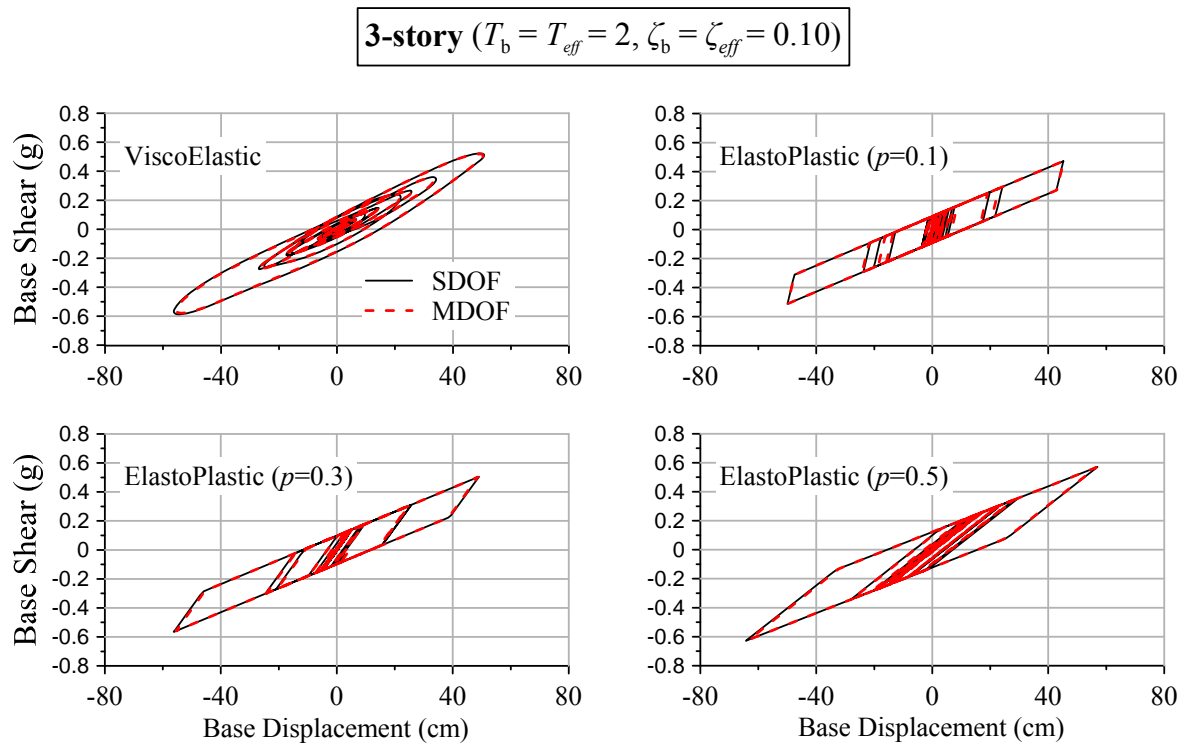 3-story (T_b = T_eff = 2, ζ_b = ζ_eff = 0.10)
Base Shear (g)
0.8
0.6
0.4
0.2
0
-0.2
-0.4
-0.6
-0.8
ViscoElastic
SDOF
MDOF
-80 -40 0 40 80
0.8
0.6
0.4
0.2
0
-0.2
-0.4
-0.6
-0.8
ElastoPlastic (p=0.1)
-80 -40 0 40 80
Base Shear (g)
0.8
0.6
0.4
0.2
0
-0.2
-0.4
-0.6
-0.8
ElastoPlastic (p=0.3)
-80 -40 0 40 80
Base Displacement (cm)
0.8
0.6
0.4
0.2
0
-0.2
-0.4
-0.6
-0.8
ElastoPlastic (p=0.5)
-80 -40 0 40 80
Base Displacement (cm)